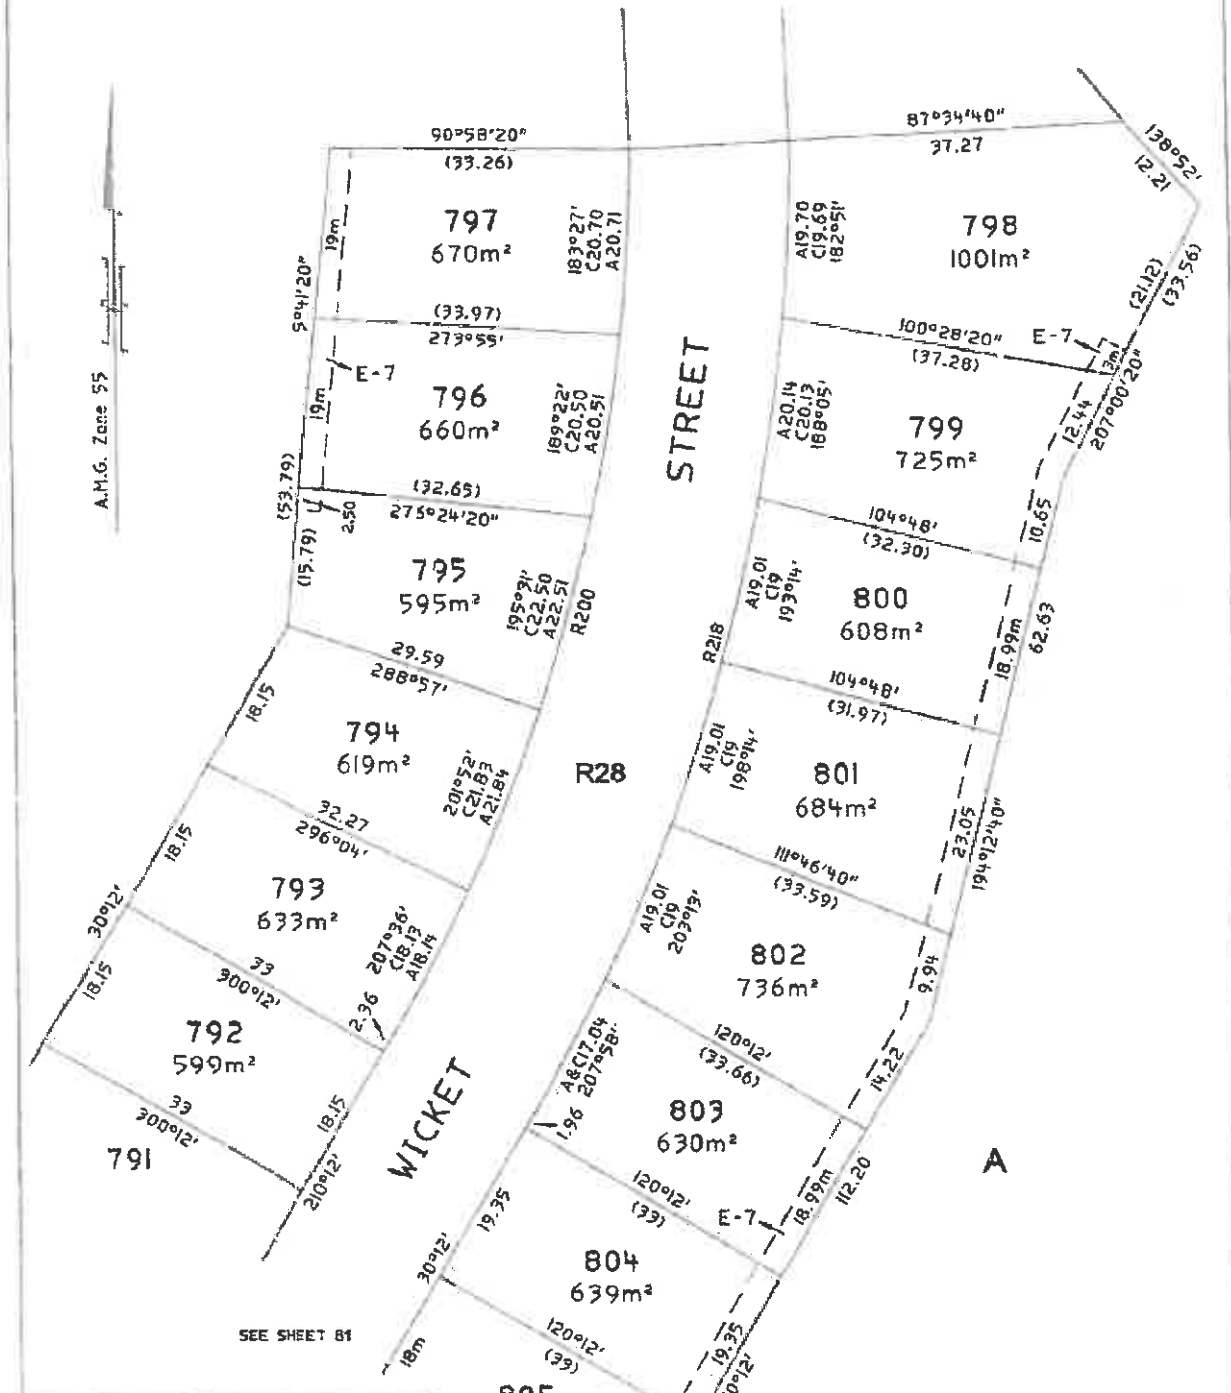 90°58'20"
(33.26)
87°34'40"
37.27
138°52'
12.21
797
670m²
183°27'
C20.70
A20.71
A19.70
C19.69
182°51'
798
1001m²
19m
5°41'20"
(21.12)
(33.56)
(33.97)
273°55'
100°28'20"
(37.28)
E-7
3m
207°00'20"
12.44
E-7
796
660m²
189°22'
C20.50
A20.51
STREET
A20.14
C20.13
188°05'
799
725m²
19m
A.M.G. Zone 55
(53.79)
(32.65)
275°24'20"
2.50
(15.79)
104°48'
(32.30)
10.65
795
595m²
195°31'
C22.50
A22.51
R200
A19.01
C19
193°14'
800
608m²
18.99m
62.63
R218
29.59
288°57'
104°48'
(31.97)
18.15
794
619m²
201°52'
C21.83
A21.84
R28
A19.01
C19
198°14'
801
684m²
23.05
194°12'40"
32.27
296°04'
18.15
111°46'40"
(33.59)
793
633m²
207°36'
C18.13
A18.14
A19.01
C19
203°13'
802
736m²
9.94
30°12'
33
300°12'
18.15
2.36
792
599m²
A&C17.04
207°58'
120°12'
(33.66)
14.22
WICKET
1.96
803
630m²
33
300°12'
18.15
791
210°12'
120°12'
(33)
18.99m
112.20
A
E-7
19.35
30°12'
804
639m²
SEE SHEET 81
18m
120°12'
(33)
19.35